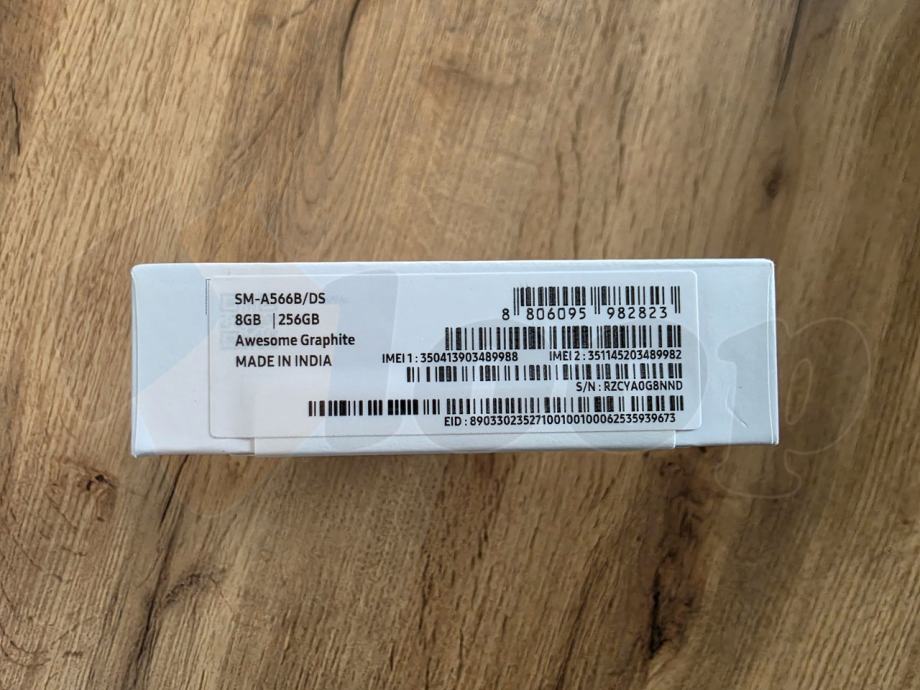 SM-A566B/DS
8GB | 256GB
Awesome Graphite
MADE IN INDIA
8 806095 982823
IMEI 1 : 350413903489988 IMEI 2 : 351145203489982
S/N : RZCYA0G8NND
EID : 89033023527100100100062535939673
loop